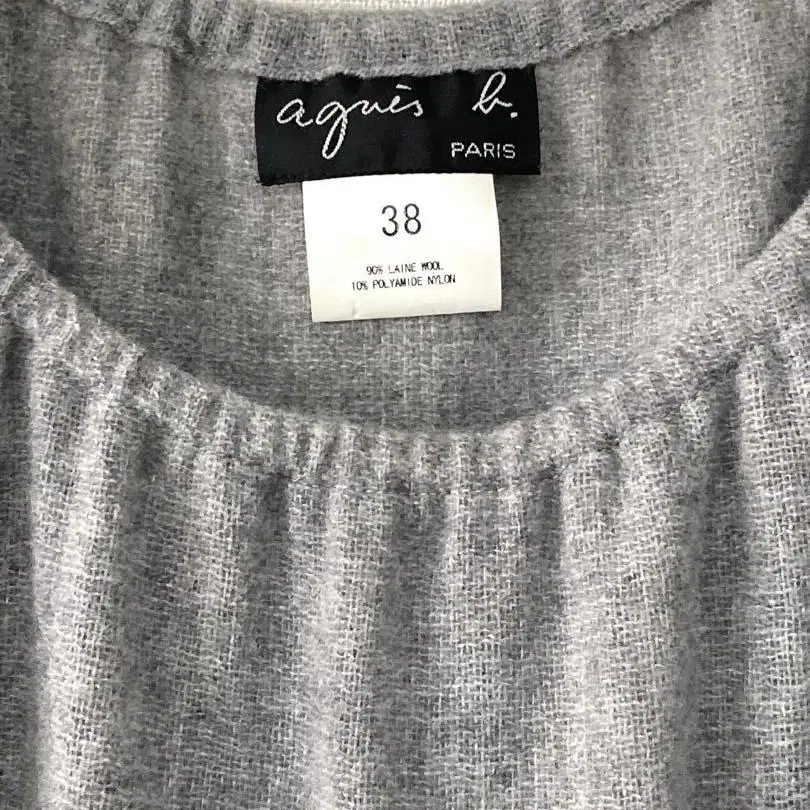 agnès b.
PARIS
38
90% LAINE WOOL
10% POLYAMIDE NYLON